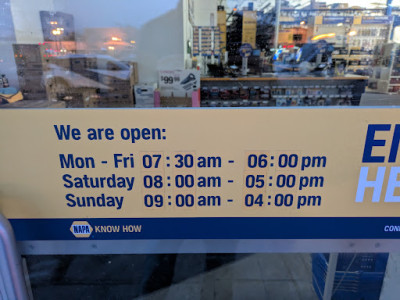 $99
We are open:
Mon - Fri 07:30 am - 06:00 pm
Saturday 08:00 am - 05:00 pm
Sunday 09:00 am - 04:00 pm
NAPA KNOW HOW